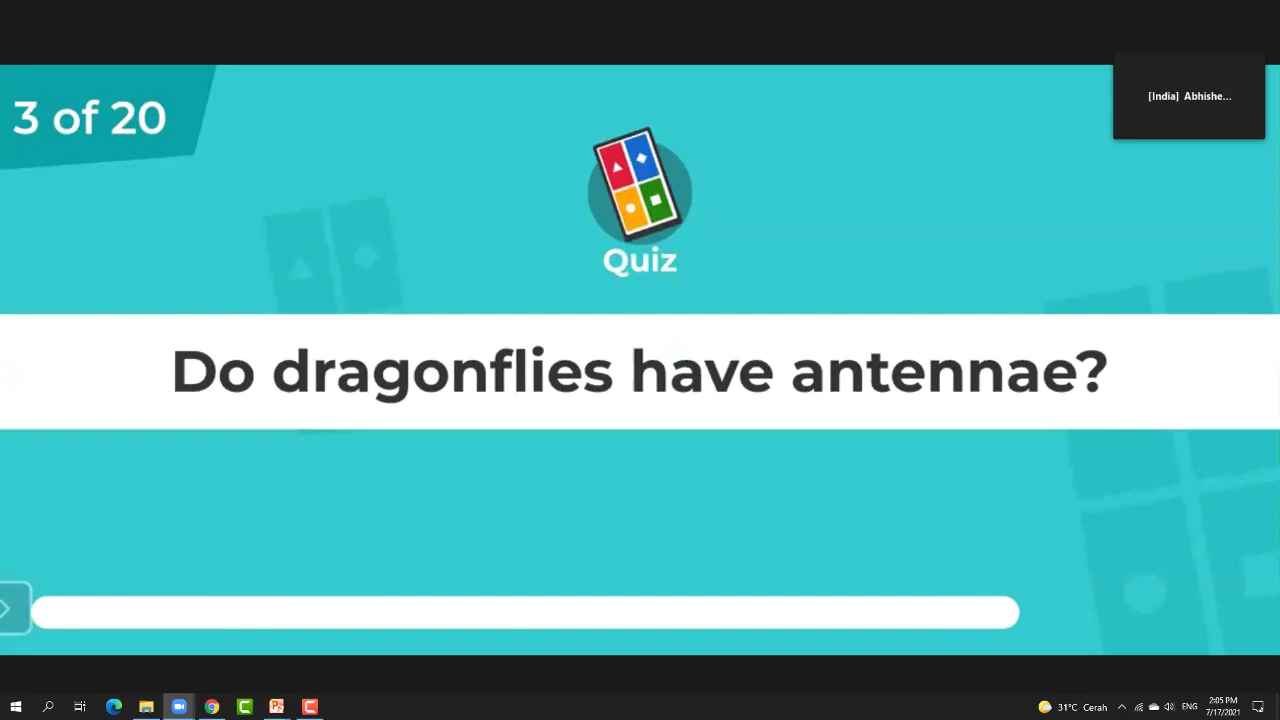 3 of 20
[India] Abhishe...
Quiz
Do dragonflies have antennae?
31°C Cerah
ENG
2:05 PM
7/17/2021